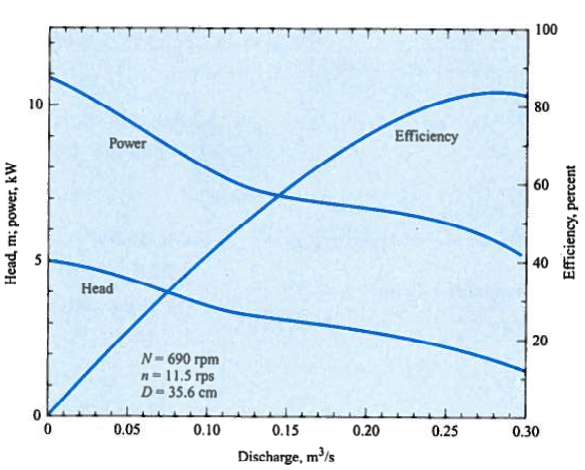 100
10
80
Power
Efficiency
60
Head, m; power, kW
Efficiency, percent
5
40
Head
N = 690 rpm
n = 11.5 rps
D = 35.6 cm
20
0
0 0.05 0.10 0.15 0.20 0.25 0.30
Discharge, m³/s